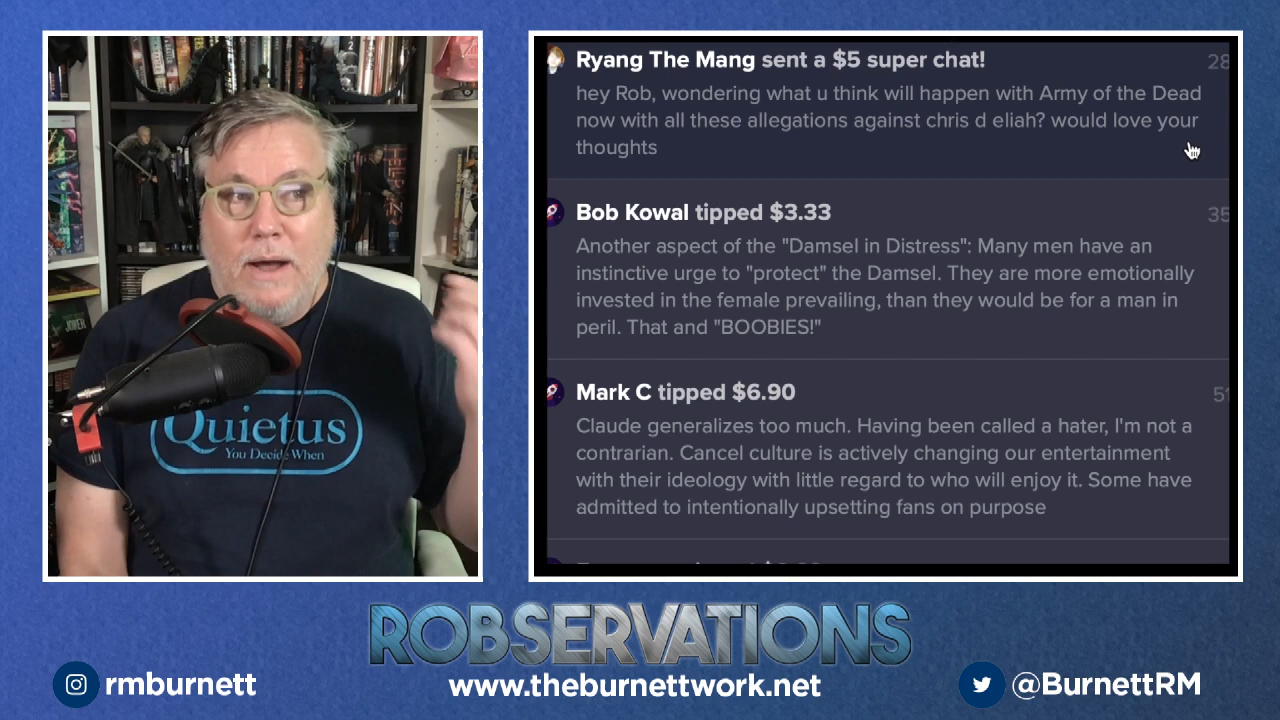 Ryang The Mang sent a $5 super chat!
28
hey Rob, wondering what u think will happen with Army of the Dead
now with all these allegations against chris d eliah? would love your
thoughts
Bob Kowal tipped $3.33
35
Another aspect of the "Damsel in Distress": Many men have an
instinctive urge to "protect" the Damsel. They are more emotionally
invested in the female prevailing, than they would be for a man in
peril. That and "BOOBIES!"
Mark C tipped $6.90
51
Claude generalizes too much. Having been called a hater, I'm not a
contrarian. Cancel culture is actively changing our entertainment
with their ideology with little regard to who will enjoy it. Some have
admitted to intentionally upsetting fans on purpose
JOKER
Quietus
You Decide When
ROBSERVATIONS
rmburnett
www.theburnettwork.net
@BurnettRM